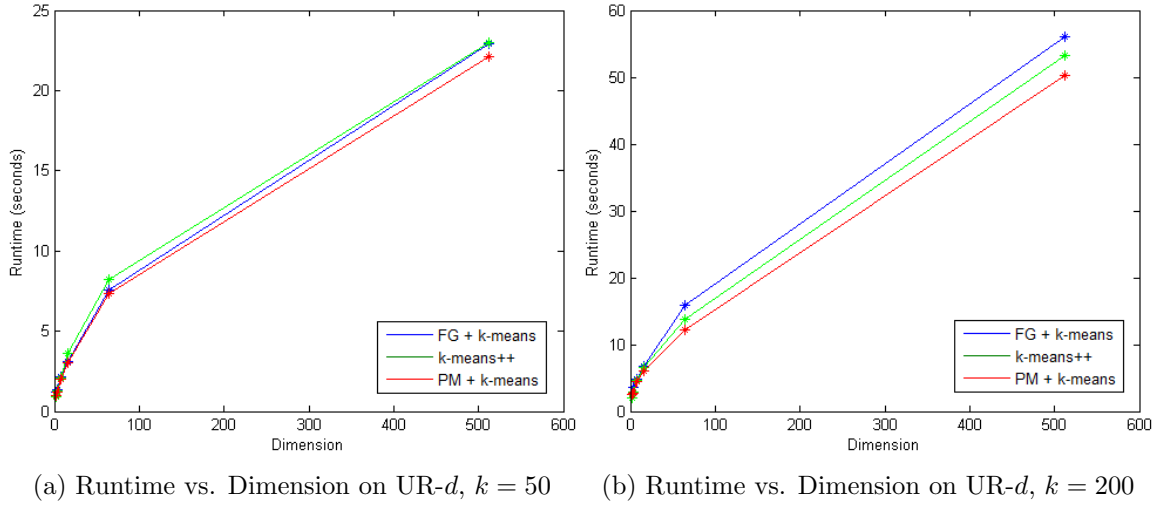 25
20
15
10
5
0
Runtime (seconds)
0 100 200 300 400 500 600
Dimension
FG + k-means
k-means++
PM + k-means
(a) Runtime vs. Dimension on UR-d, k = 50
60
50
40
30
20
10
0
Runtime (seconds)
0 100 200 300 400 500 600
Dimension
FG + k-means
k-means++
PM + k-means
(b) Runtime vs. Dimension on UR-d, k = 200